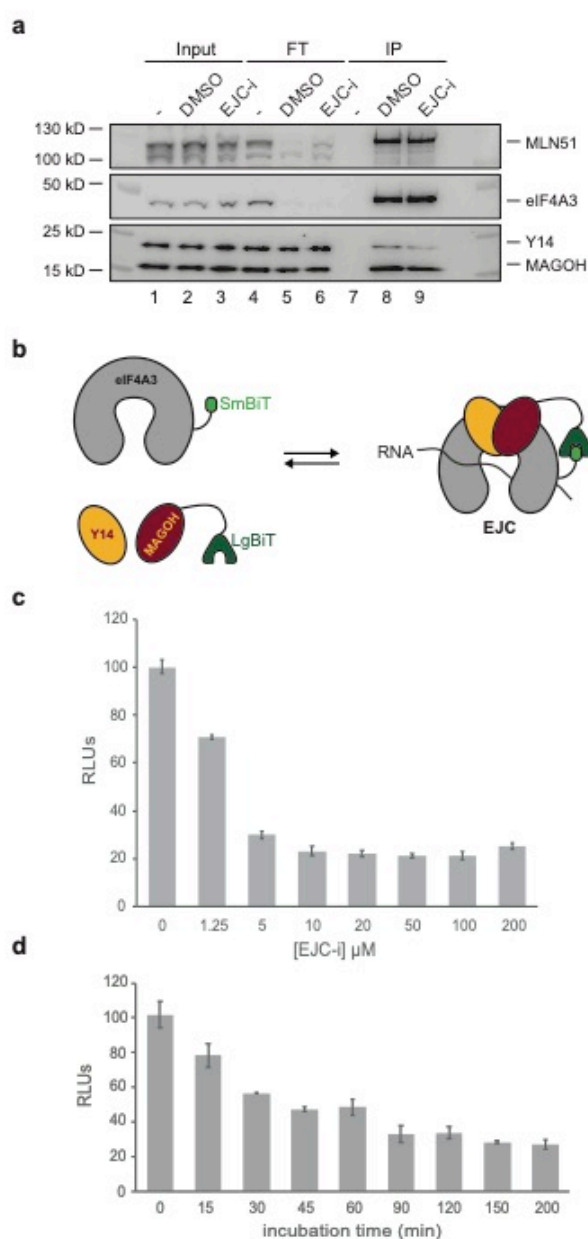 a
Input FT IP
- DMSO EJC-i - DMSO EJC-i - DMSO EJC-i
130 kD
100 kD
MLN51
50 kD
eIF4A3
25 kD
15 kD
Y14
MAGOH
1 2 3 4 5 6 7 8 9
b
eIF4A3
SmBiT
Y14
MAGOH
LgBiT
RNA
EJC
c
120
100
80
60
40
20
0
RLUs
0 1.25 5 10 20 50 100 200
[EJC-i] µM
d
120
100
80
60
40
20
0
RLUs
0 15 30 45 60 90 120 150 200
incubation time (min)